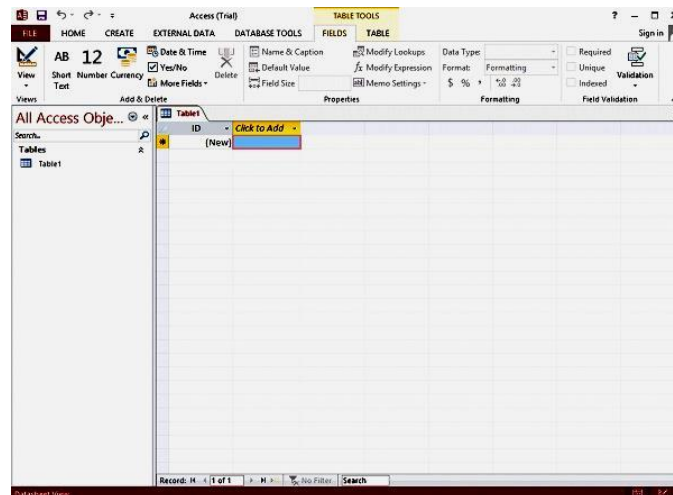 Access (Trial)
TABLE TOOLS
?
FILE HOME CREATE EXTERNAL DATA DATABASE TOOLS FIELDS TABLE Sign in
View
Views
AB
Short Text
12
Number
Currency
Date & Time
Yes/No
More Fields
Delete
Add & Delete
Name & Caption
Default Value
Field Size
Modify Lookups
Modify Expression
Memo Settings
Properties
Data Type:
Format: Formatting
$ % ,
Formatting
Required
Unique
Indexed
Validation
Field Validation
All Access Obje...
Search...
Tables
Table1
Table1
ID Click to Add
(New)
Record: 1 of 1 No Filter Search
Datasheet View